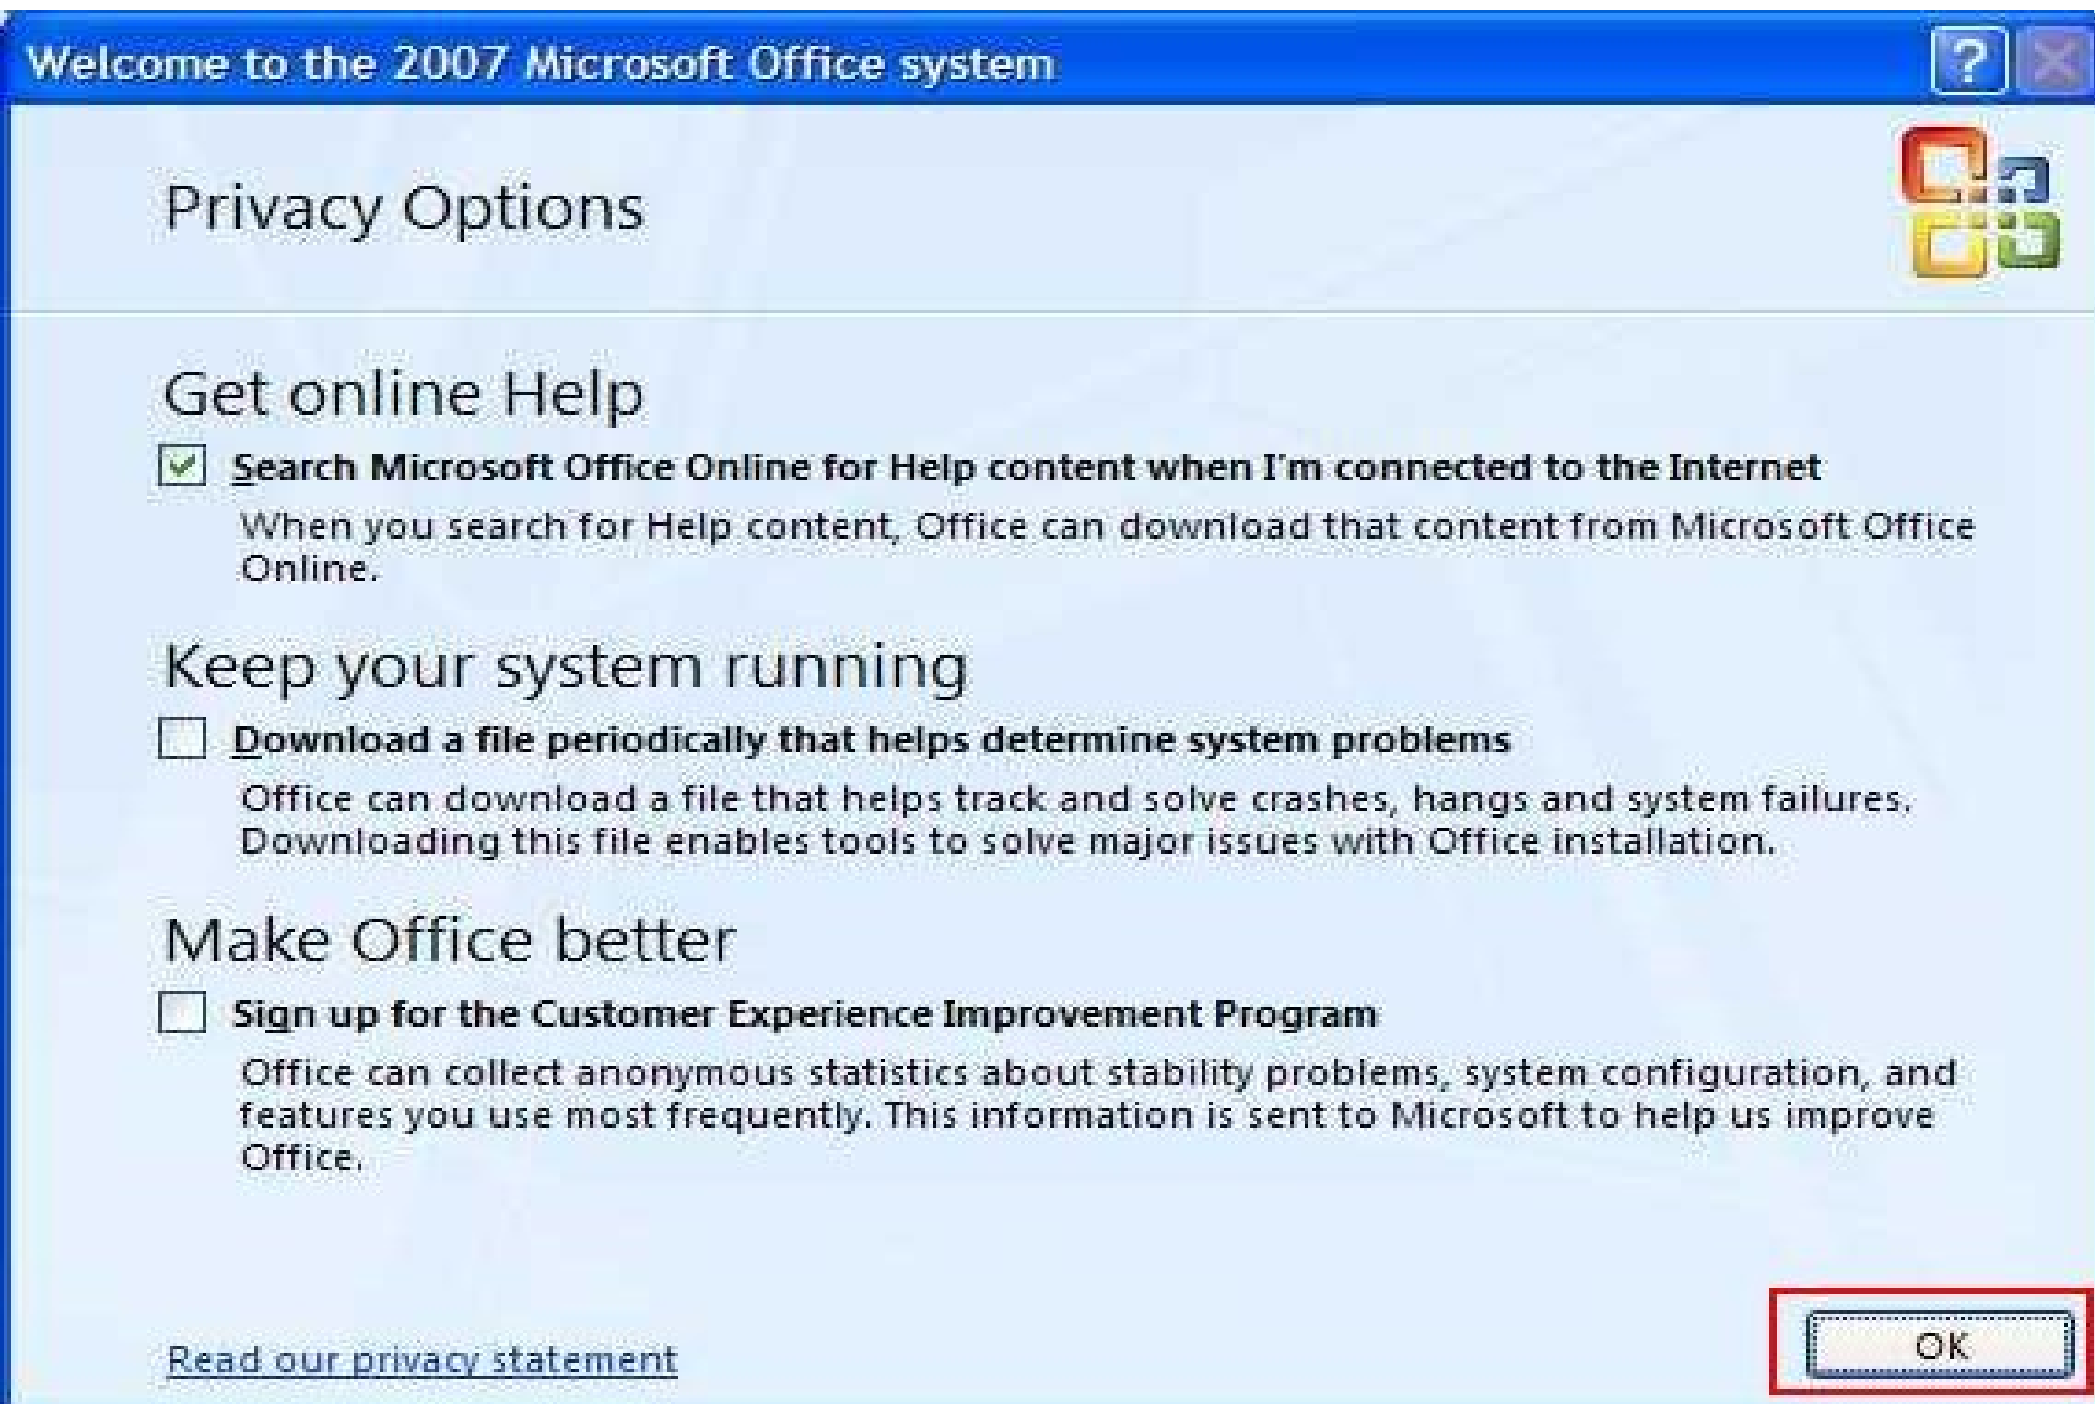 Welcome to the 2007 Microsoft Office system
?
Privacy Options
Get online Help
Search Microsoft Office Online for Help content when I'm connected to the Internet
When you search for Help content, Office can download that content from Microsoft Office
Online.
Keep your system running
Download a file periodically that helps determine system problems
Office can download a file that helps track and solve crashes, hangs and system failures.
Downloading this file enables tools to solve major issues with Office installation.
Make Office better
Sign up for the Customer Experience Improvement Program
Office can collect anonymous statistics about stability problems, system configuration, and
features you use most frequently. This information is sent to Microsoft to help us improve
Office.
Read our privacy statement
OK